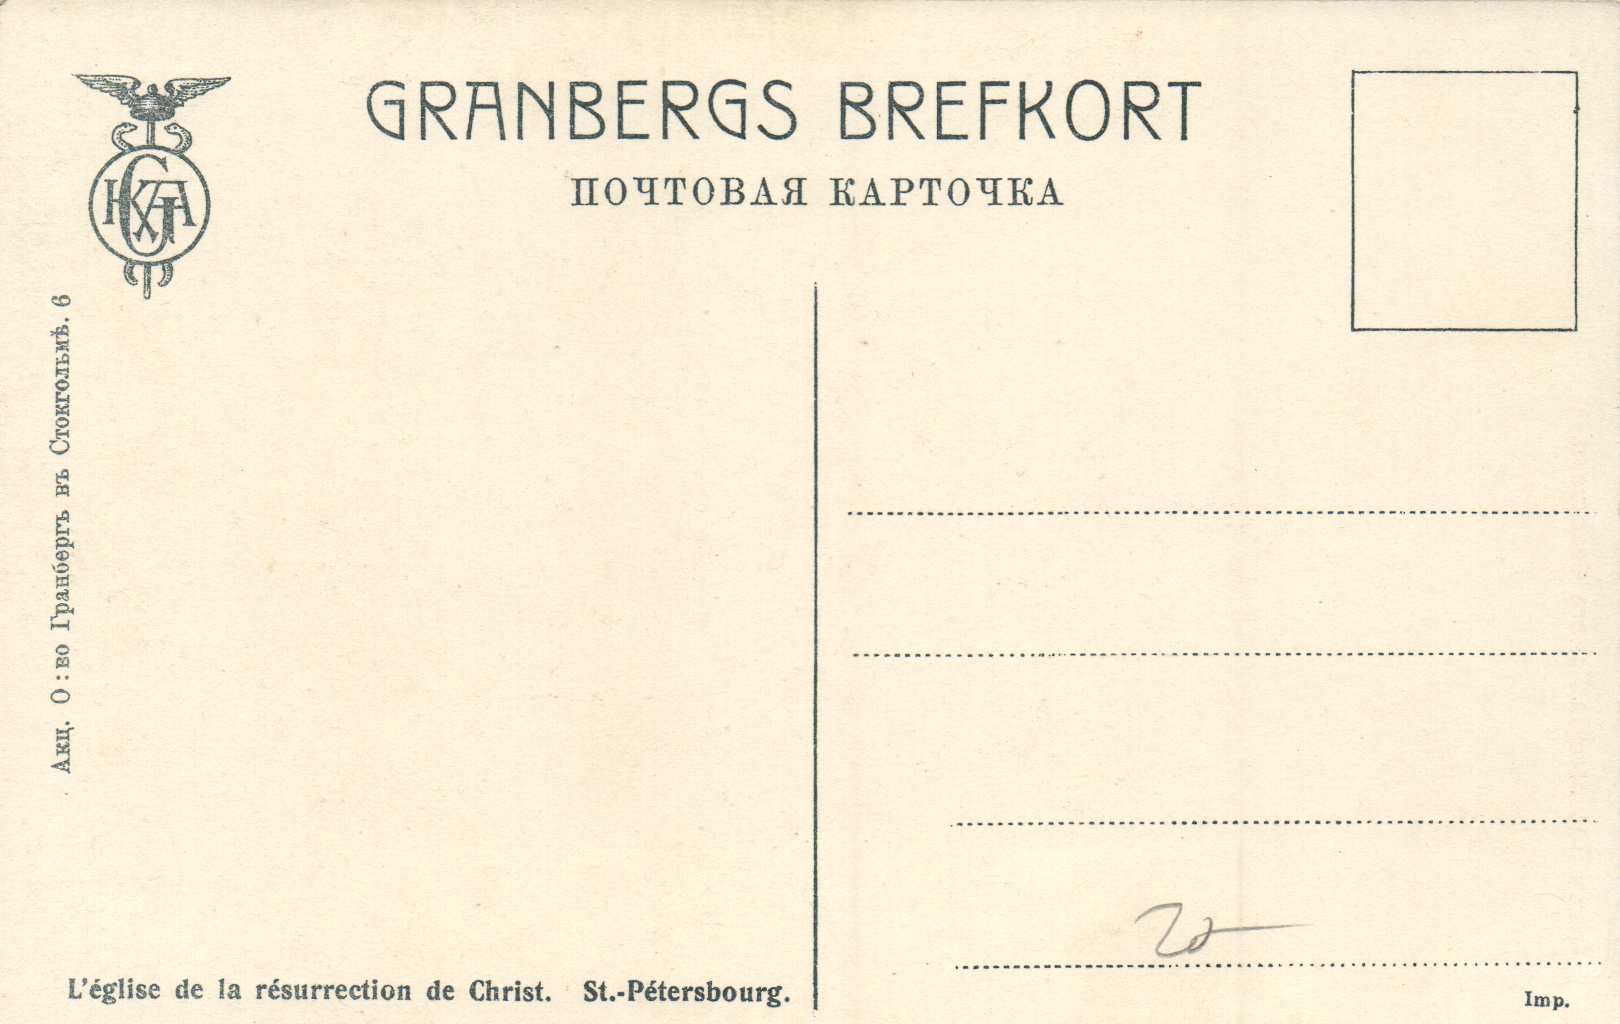 GRANBERGS BREFKORT
ПОЧТОВАЯ КАРТОЧКА
GKA
Акц. О:во Гранбергъ въ Стокгольмѣ. 6
L'église de la résurrection de Christ. St.-Pétersbourg.
Imp.